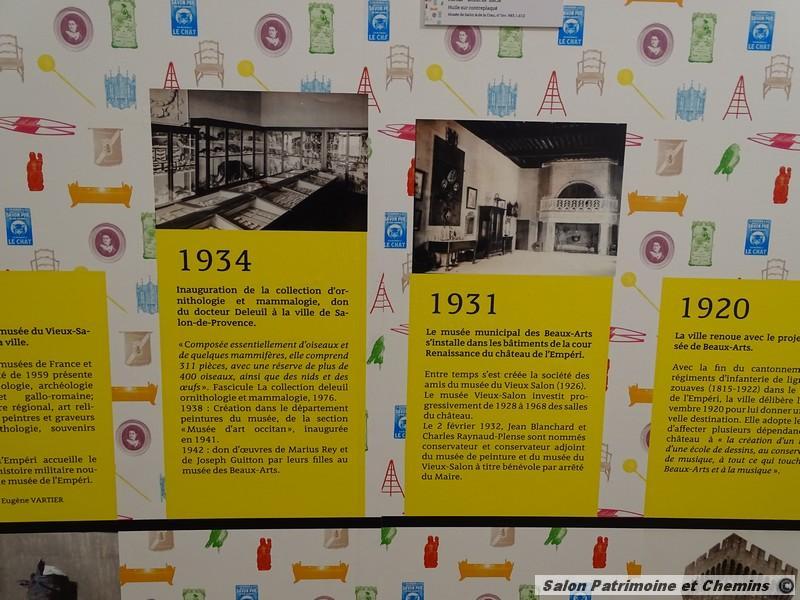 Huile sur contreplaqué
LE CHAT
LE CHAT
LE CHAT
LE CHAT
musée du Vieux-Sa-
la ville.
musées de France et
gé de 1959 présente
ologie, archéologie
et gallo-romaine;
re régional, art reli-
peintres et graveurs
thologie, souvenirs
l'Empéri accueille le
histoire militaire nou-
e musée de l'Empéri.
Eugène VARTIER
1934
Inauguration de la collection d'or-
nithologie et mammalogie, don
du docteur Deleuil à la ville de Sa-
lon-de-Provence.
«Composée essentiellement d'oiseaux et
de quelques mammifères, elle comprend
311 pièces, avec une réserve de plus de
400 oiseaux, ainsi que des nids et des
œufs». Fascicule La collection deleuil
ornithologie et mammalogie, 1976.
1938 : Création dans le département
peintures du musée, de la section
«Musée d'art occitan», inaugurée
en 1941.
1942 : don d'œuvres de Marius Rey et
de Joseph Guitton par leurs filles au
musée des Beaux-Arts.
1931
Le musée municipal des Beaux-Arts
s'installe dans les bâtiments de la cour
Renaissance du château de l'Empéri.
Entre temps s'est créée la société des
amis du musée du Vieux Salon (1926).
Le musée Vieux-Salon investit pro-
gressivement de 1928 à 1968 des salles
du château.
Le 2 février 1932, Jean Blanchard et
Charles Raynaud-Plense sont nommés
conservateur et conservateur adjoint
du musée de peinture et du musée du
Vieux-Salon à titre bénévole par arrêté
du Maire.
1920
La ville renoue avec le proje
sée de Beaux-Arts.
Avec la fin du cantonnem
régiments d'infanterie de lign
zouaves (1815-1922) dans le
de l'Empéri, la ville délibère l
vembre 1920 pour lui donner un
velle destination. Elle adopte le
d'affecter plusieurs dépendan
château à «la création d'un
d'une école de dessins, au conserv
de musique, à tout ce qui touch
Beaux-Arts et à la musique».
Salon Patrimoine et Chemins ©